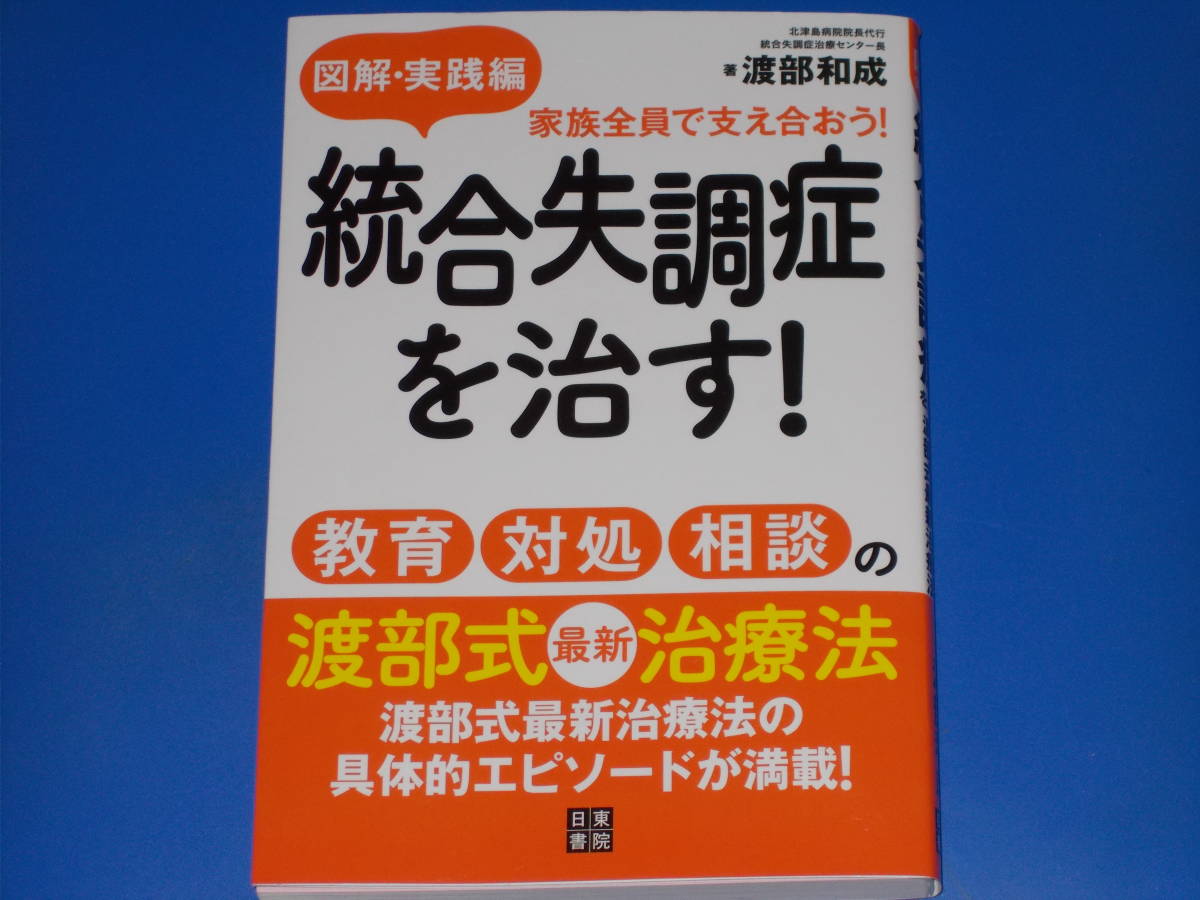 北津島病院院長代行
統合失調症治療センター長
著 渡部和成
図解・実践編
家族全員で支え合おう!
統合失調症
を治す!
教育 対処 相談 の
渡部式 最新 治療法
渡部式最新治療法の
具体的エピソードが満載!
日東
書院